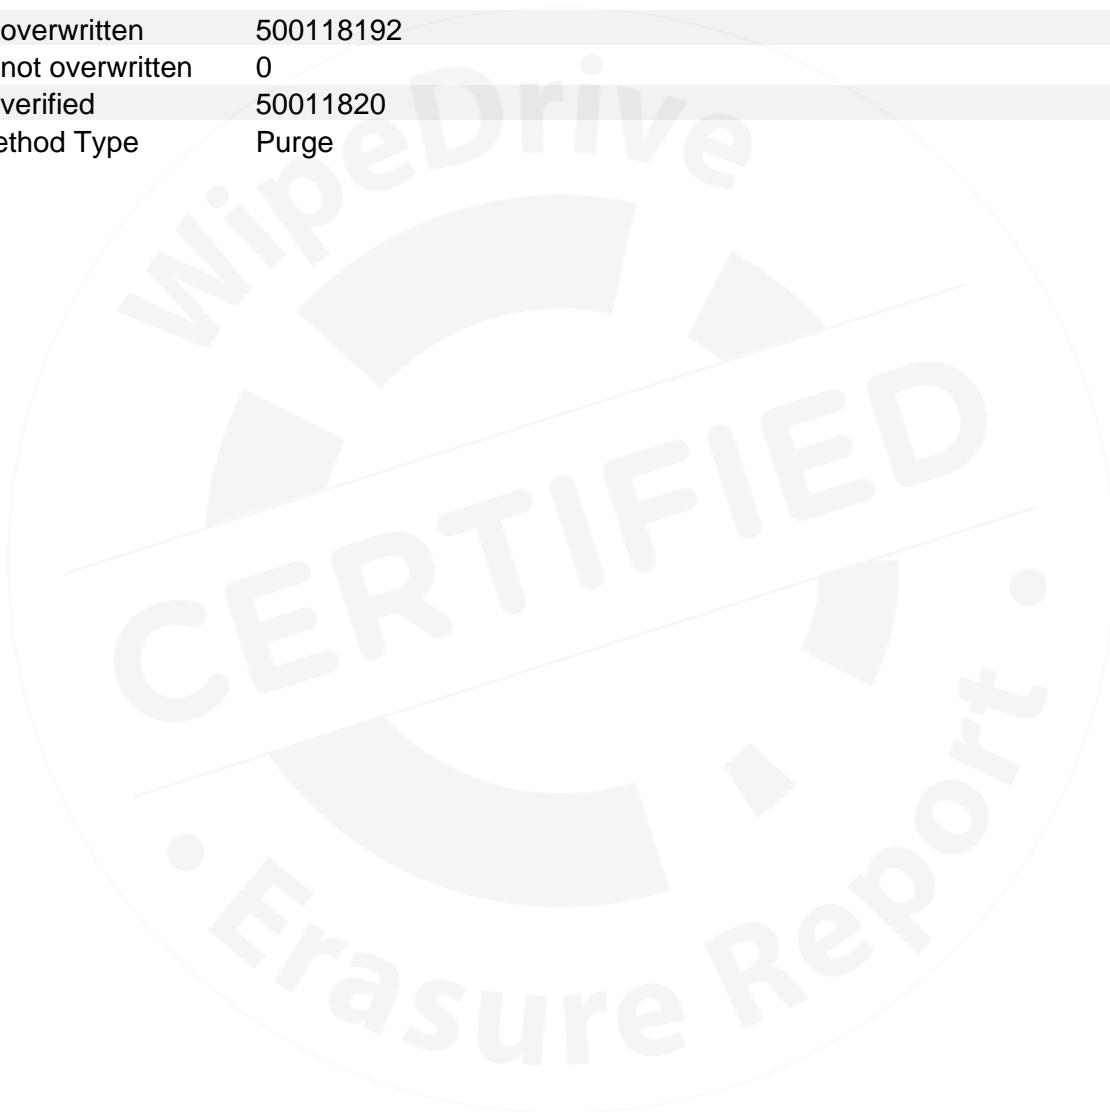 overwritten 500118192
not overwritten 0
verified 50011820
ethod Type Purge
WipeDrive
CERTIFIED
• Erasure Report •